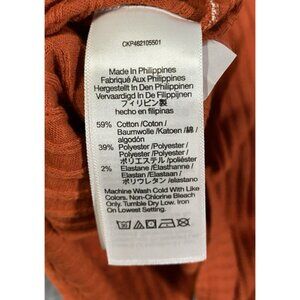 CKP462105501
Made In Philippines
Fabriqué Aux Philippines
Hergestellt In Den Philippinen
Vervaardigd In De Filippijnen
フィリピン製
hecho en filipinas
59% Cotton /Coton /
Baumwolle /Katoen /綿 /
algodón
39% Polyester /Polyester /
Polyester /Polyester /
ポリエステル /poliéster
2% Elastane /Élasthanne /
Elastan /Elastaan /
ポリウレタン /elastano
Machine Wash Cold With Like
Colors. Non-Chlorine Bleach
Only. Tumble Dry Low. Iron
On Lowest Setting.